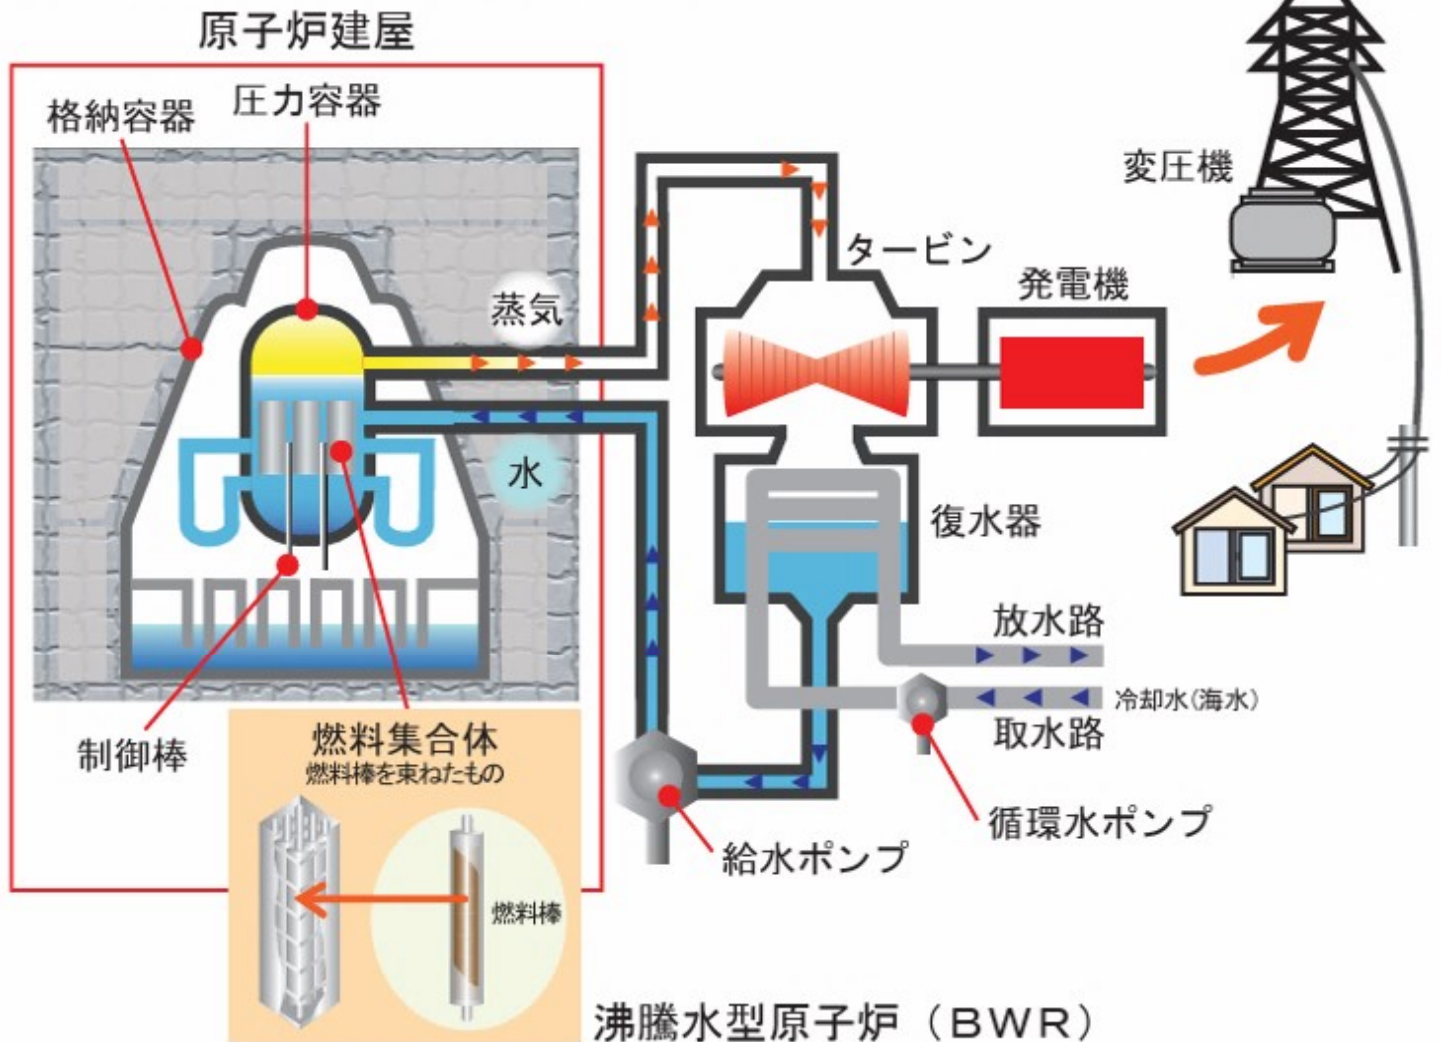 原子炉建屋
格納容器
圧力容器
変圧機
タービン
蒸気
発電機
水
復水器
放水路
冷却水(海水)
取水路
制御棒
燃料集合体
燃料棒を束ねたもの
循環水ポンプ
給水ポンプ
燃料棒
沸騰水型原子炉（BWR）